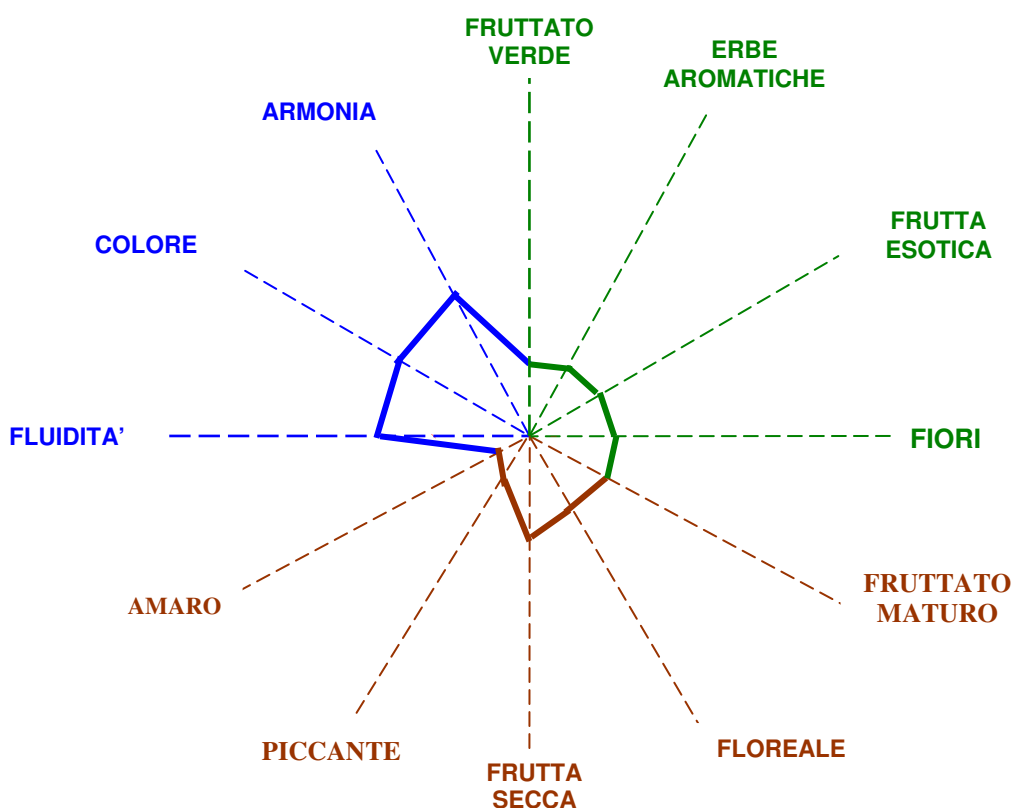 FRUTTATO
VERDE
ERBE
AROMATICHE
ARMONIA
FRUTTA
ESOTICA
COLORE
FLUIDITA’
FIORI
FRUTTATO
MATURO
AMARO
PICCANTE
FLOREALE
FRUTTA
SECCA